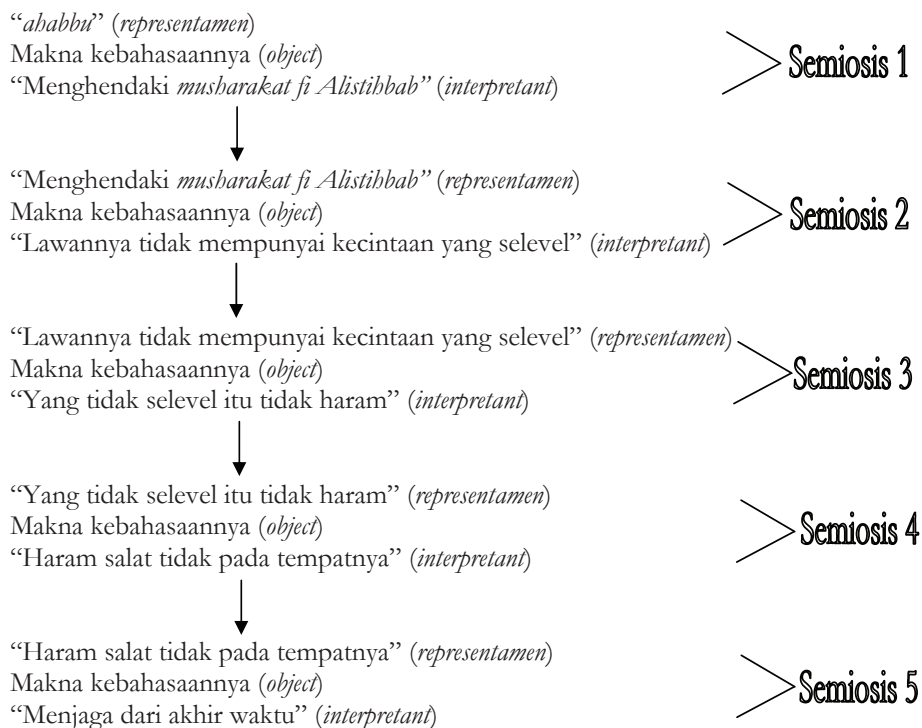 “ahabbu” (representamen)
Makna kebahasaannya (object)
“Menghendaki musharakat fi Alistihbab” (interpretant)
Semiosis 1
“Menghendaki musharakat fi Alistihbab” (representamen)
Makna kebahasaannya (object)
“Lawannya tidak mempunyai kecintaan yang selevel” (interpretant)
Semiosis 2
“Lawannya tidak mempunyai kecintaan yang selevel” (representamen)
Makna kebahasaannya (object)
“Yang tidak selevel itu tidak haram” (interpretant)
Semiosis 3
“Yang tidak selevel itu tidak haram” (representamen)
Makna kebahasaannya (object)
“Haram salat tidak pada tempatnya” (interpretant)
Semiosis 4
“Haram salat tidak pada tempatnya” (representamen)
Makna kebahasaannya (object)
“Menjaga dari akhir waktu” (interpretant)
Semiosis 5